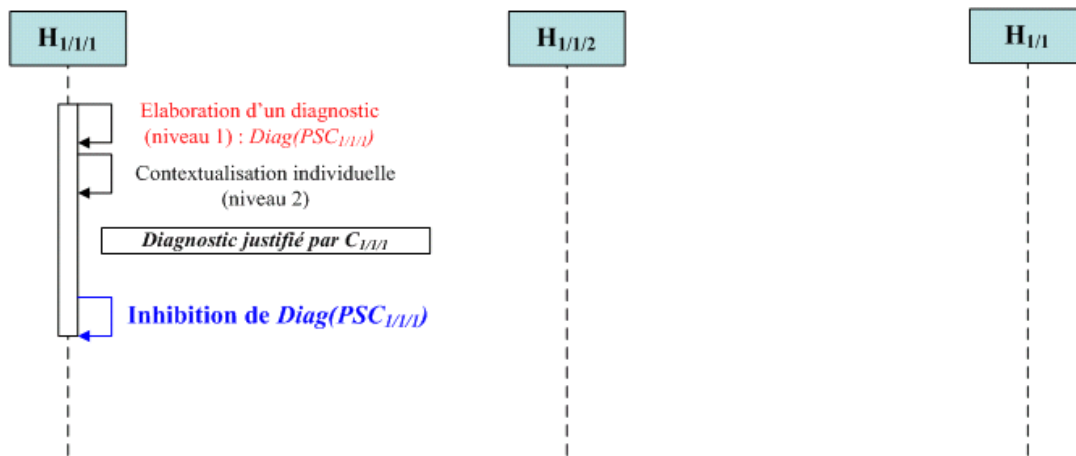 H1/1/1 H1/1/2 H1/1
Elaboration d'un diagnostic
(niveau 1) : Diag(PSC1/1/1)
Contextualisation individuelle
(niveau 2)
Diagnostic justifié par C1/1/1
Inhibition de Diag(PSC1/1/1)